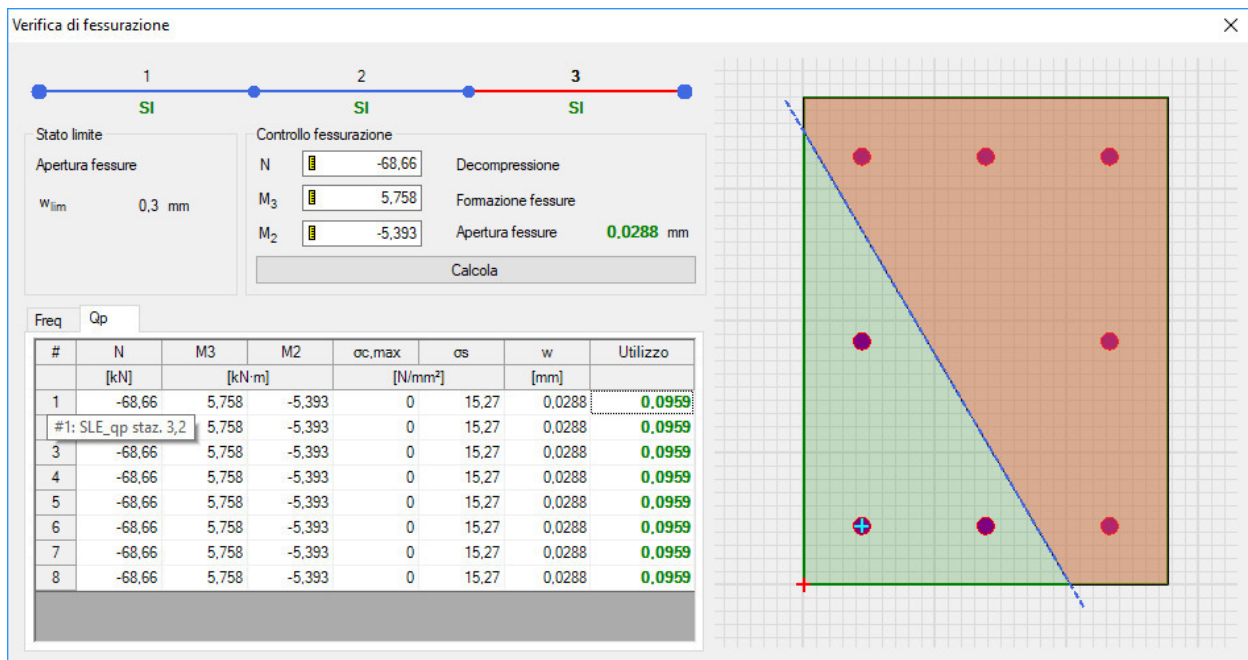 Verifica di fessurazione
1 2 3
SI SI SI
Stato limite
Apertura fessure
wlim 0,3 mm
Controllo fessurazione
N -68,66 Decompressione
M3 5,758 Formazione fessure
M2 -5,393 Apertura fessure 0,0288 mm
Calcola
Freq Qp
# N M3 M2 σc,max σs w Utilizzo
[kN] [kN·m] [N/mm²] [mm]
1 -68,66 5,758 -5,393 0 15,27 0,0288 0,0959
#1: SLE_qp staz. 3,2 5,758 -5,393 0 15,27 0,0288 0,0959
3 -68,66 5,758 -5,393 0 15,27 0,0288 0,0959
4 -68,66 5,758 -5,393 0 15,27 0,0288 0,0959
5 -68,66 5,758 -5,393 0 15,27 0,0288 0,0959
6 -68,66 5,758 -5,393 0 15,27 0,0288 0,0959
7 -68,66 5,758 -5,393 0 15,27 0,0288 0,0959
8 -68,66 5,758 -5,393 0 15,27 0,0288 0,0959